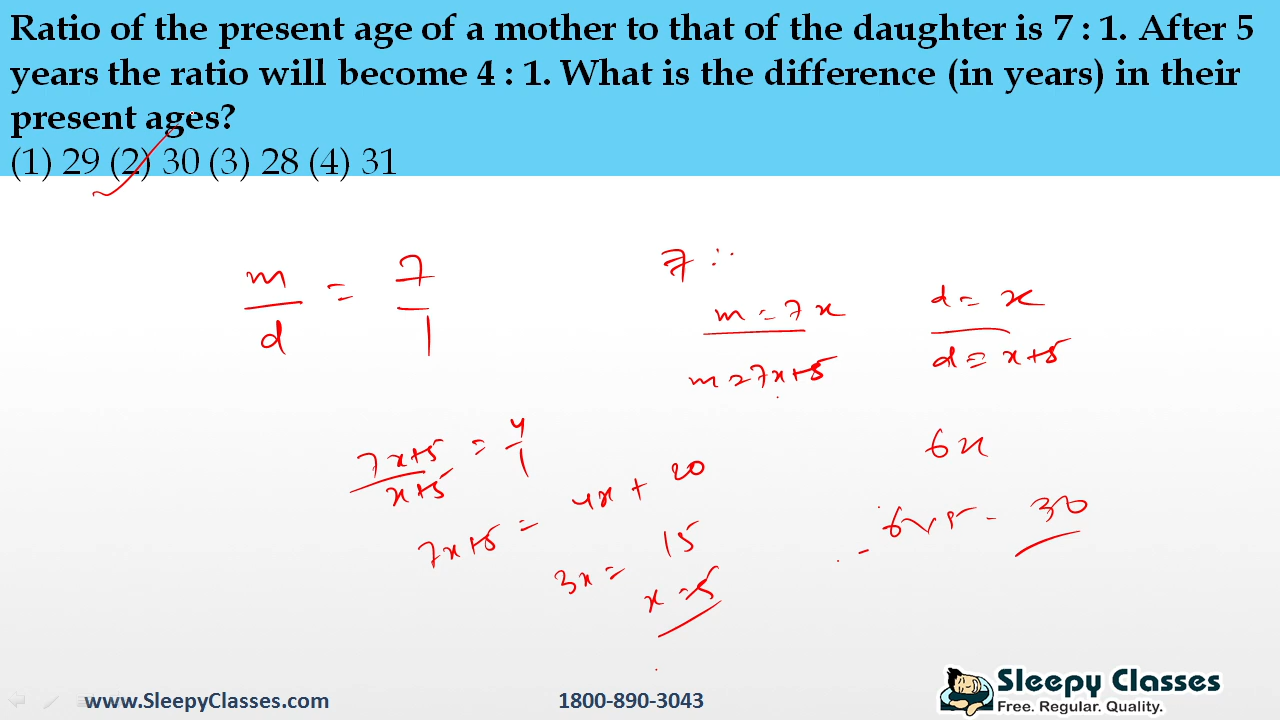 Ratio of the present age of a mother to that of the daughter is 7 : 1. After 5
years the ratio will become 4 : 1. What is the difference (in years) in their
present ages?
(1) 29 (2) 30 (3) 28 (4) 31
m/d = 7/1
7 :
m = 7x
d = x
m = 7x+5
d = x+5
7x+5/x+5 = 4/1
7x+5 = 4x + 20
3x = 15
x = 5
6x
= 6×5 = 30
www.SleepyClasses.com
1800-890-3043
Sleepy Classes
Free. Regular. Quality.